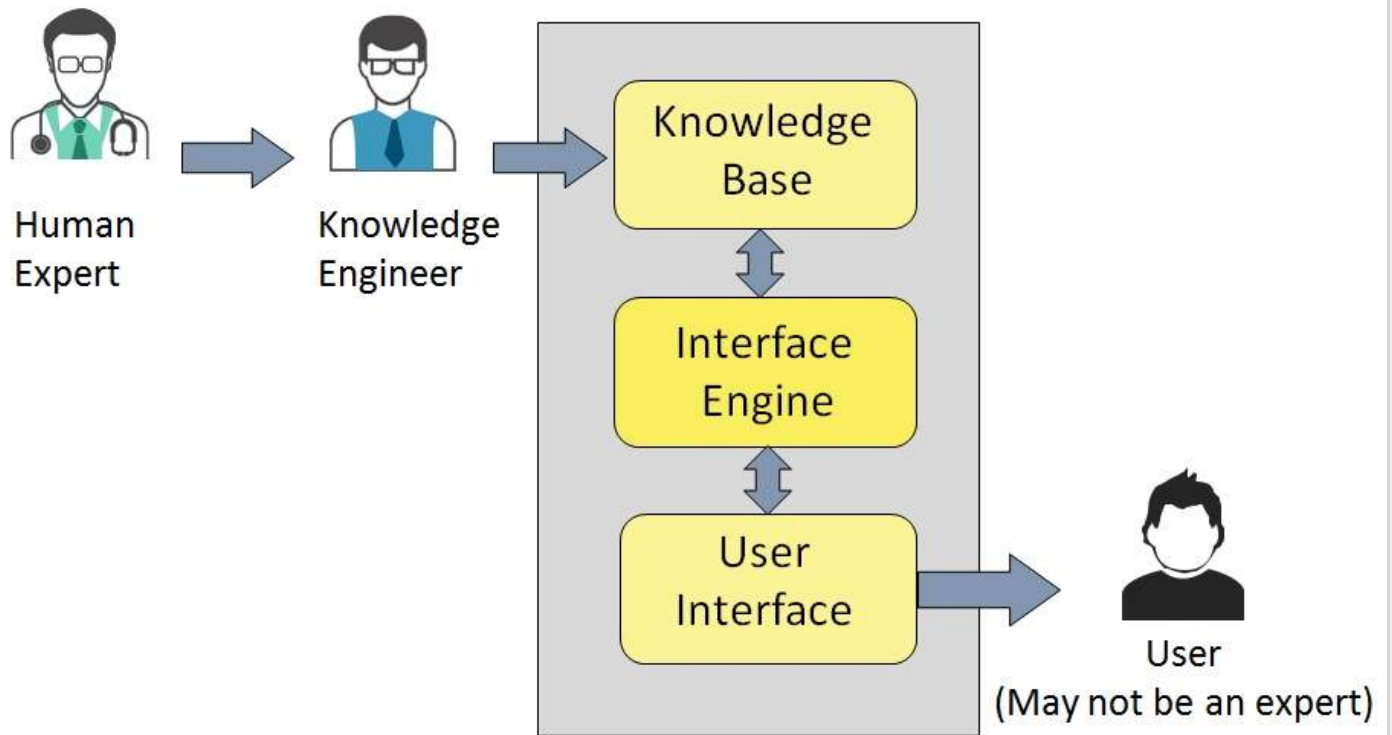 Human
Expert
Knowledge
Engineer
Knowledge
Base
Interface
Engine
User
Interface
User
(May not be an expert)